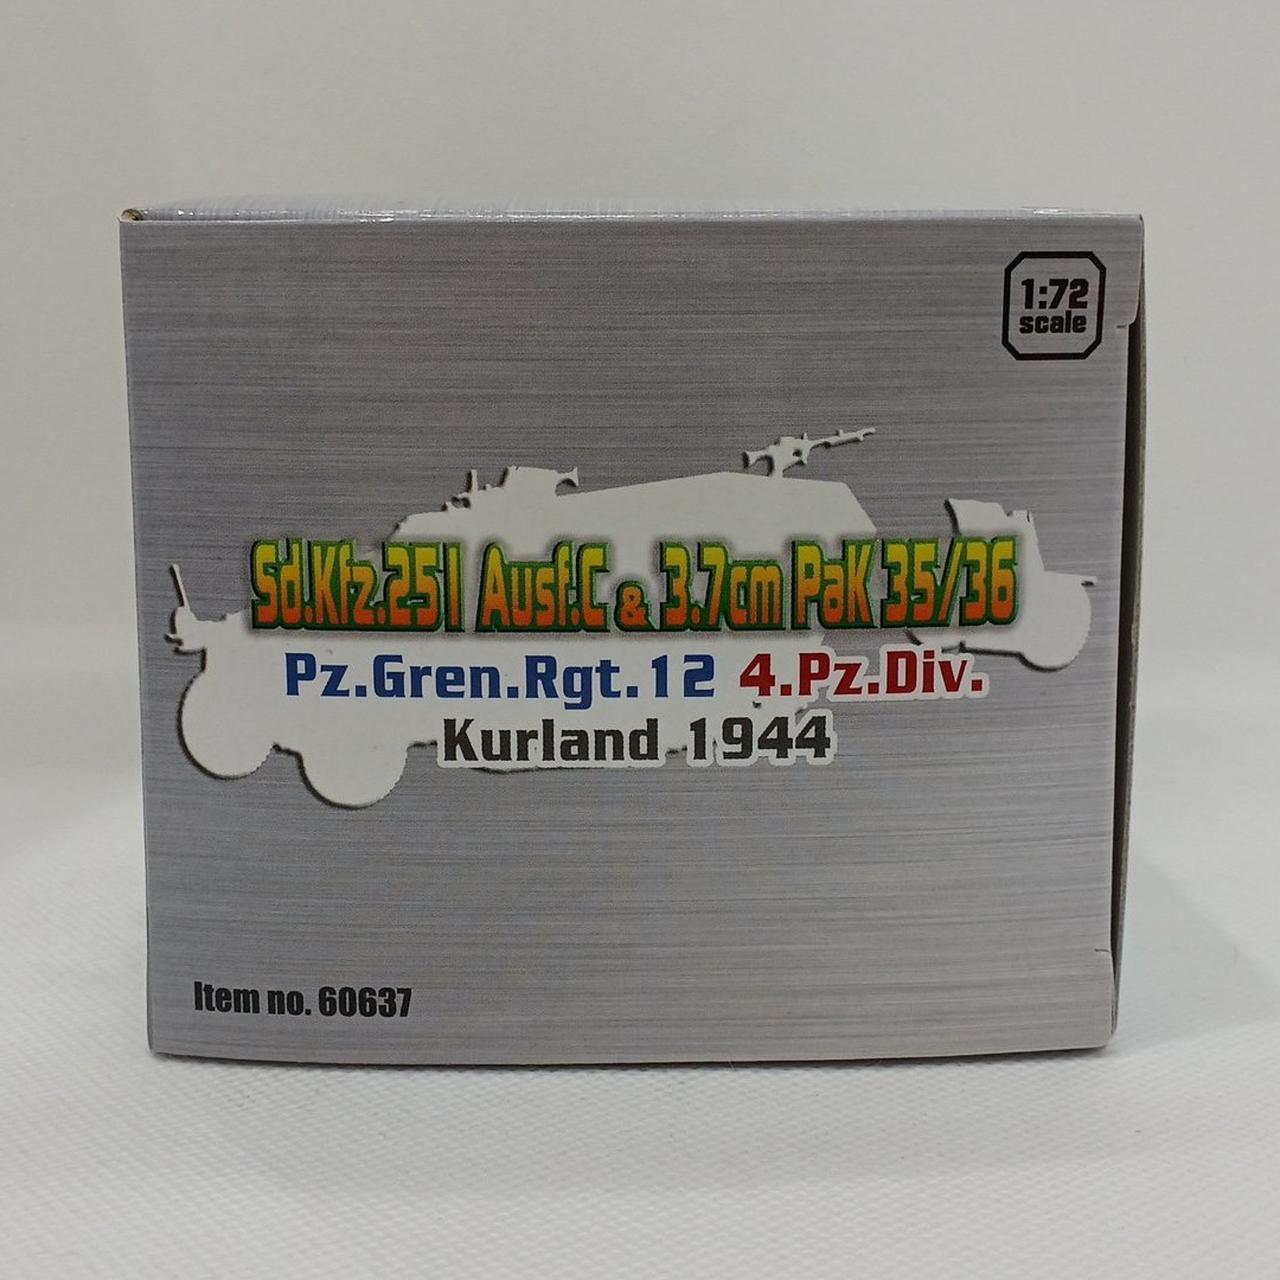 1:72
scale
Sd.Kfz.251 Ausf.C & 3.7cm PaK 35/36
Pz.Gren.Rgt.12 4.Pz.Div.
Kurland 1944
Item no. 60637